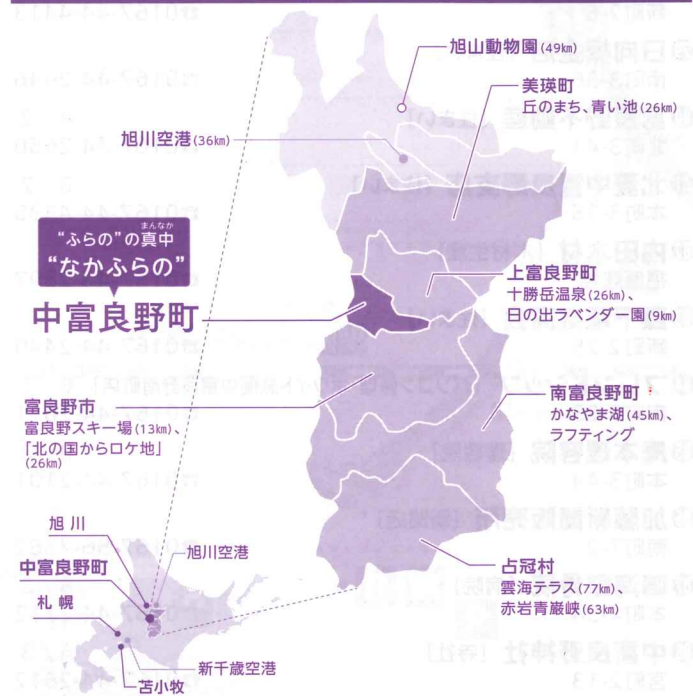 旭山動物園(49km)
美瑛町
丘のまち、青い池(26km)
旭川空港(36km)
まんなか
“ふらの”の真中
“なかふらの”
中富良野町
上富良野町
十勝岳温泉(26km)、
日の出ラベンダー園(9km)
富良野市
富良野スキー場(13km)、
「北の国からロケ地」
(26km)
南富良野町
かなやま湖(45km)、
ラフティング
占冠村
雲海テラス(77km)、
赤岩青巌峡(63km)
旭川
旭川空港
中富良野町
札幌
新千歳空港
苫小牧